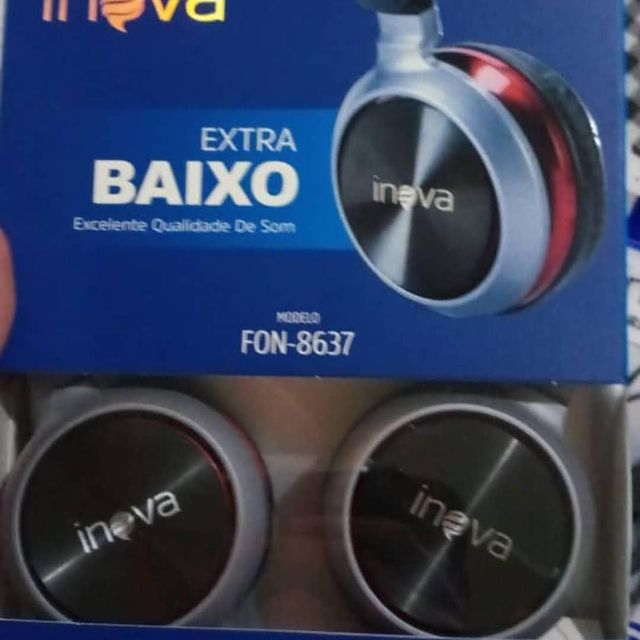 inova
EXTRA
BAIXO
Excelente Qualidade De Som
inova
MODELO
FON-8637
inova
inova